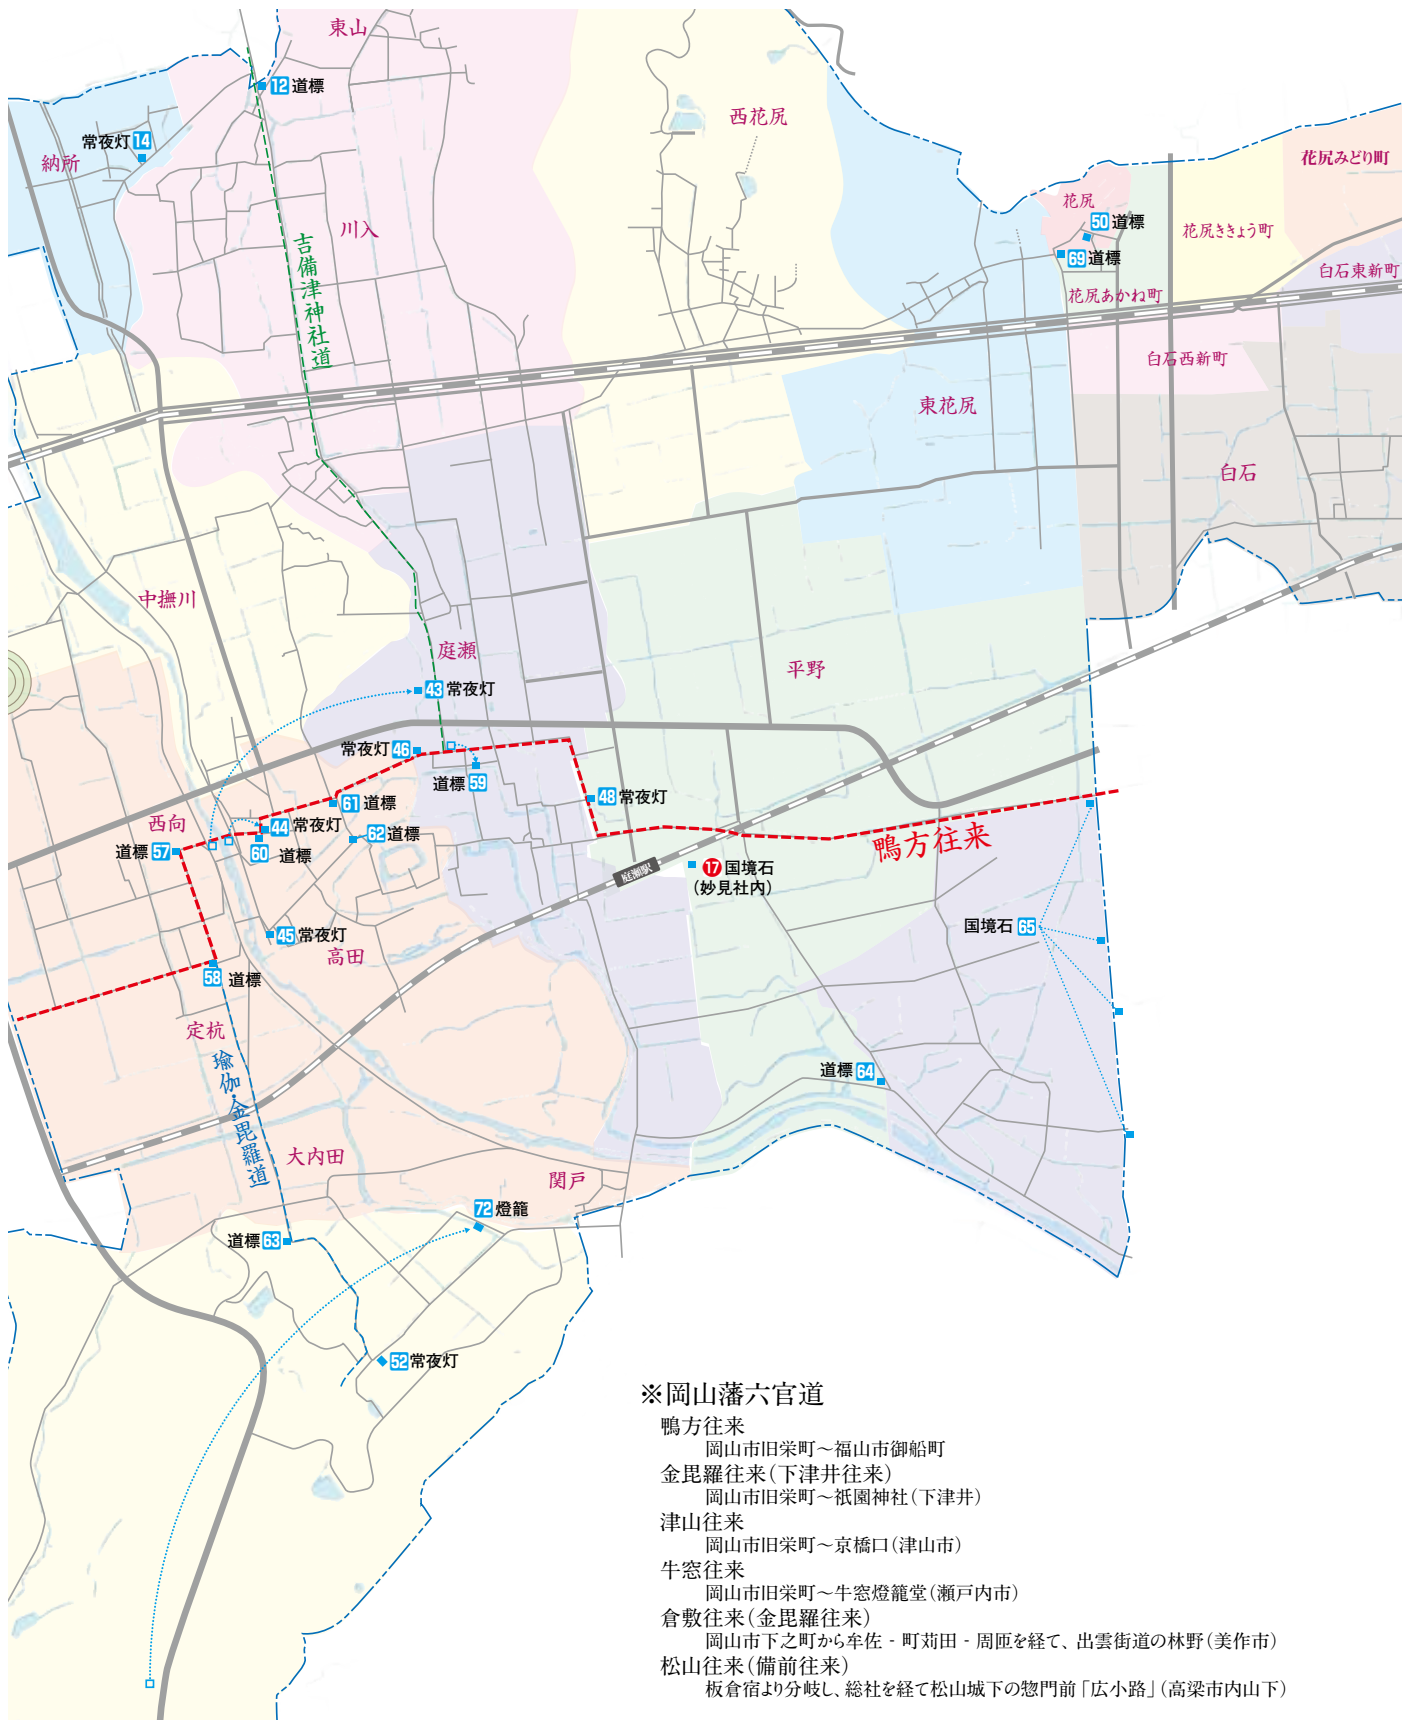 東山
12 道標
常夜灯 14
納所
西花尻
花尻みどり町
花尻
50 道標
川入
花尻ききょう町
69 道標
白石東新町
吉備津神社道
花尻あかね町
白石西新町
東花尻
白石
中撫川
庭瀬
平野
43 常夜灯
常夜灯 46
道標 59
61 道標
48 常夜灯
西向
44 常夜灯
62 道標
鴨方往来
道標 57
60 道標
庭瀬駅
17 国境石
(妙見社内)
国境石 65
45 常夜灯
高田
58 道標
定杭
瑜伽・金毘羅道
道標 64
大内田
関戸
72 燈籠
道標 63
52 常夜灯
※岡山藩六官道
鴨方往来
岡山市旧栄町～福山市御船町
金毘羅往来(下津井往来)
岡山市旧栄町～祇園神社(下津井)
津山往来
岡山市旧栄町～京橋口(津山市)
牛窓往来
岡山市旧栄町～牛窓燈籠堂(瀬戸内市)
倉敷往来(金毘羅往来)
岡山市下之町から牟佐 - 町苅田 - 周匝を経て、出雲街道の林野(美作市)
松山往来(備前往来)
板倉宿より分岐し、総社を経て松山城下の惣門前「広小路」(高梁市内山下)